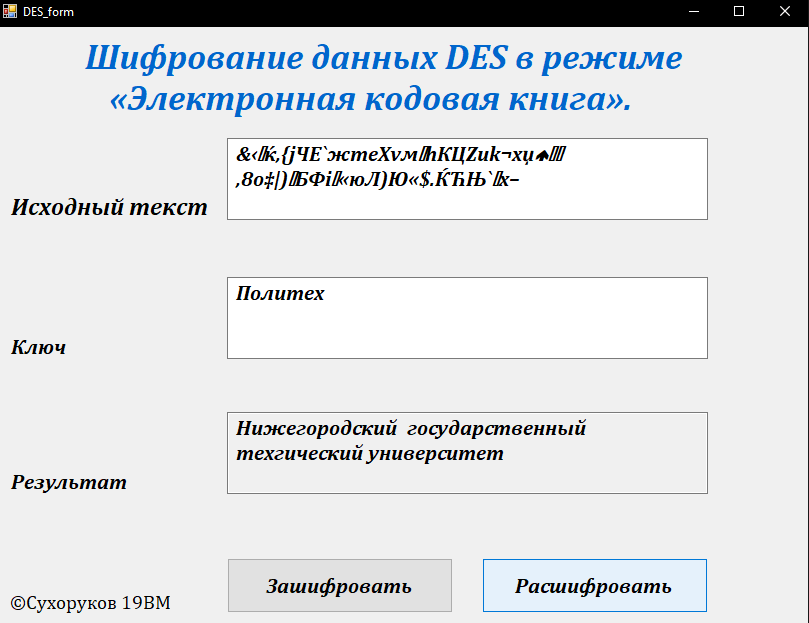 DES_form
Шифрование данных DES в режиме
«Электронная кодовая книга».
Исходный текст
Ключ
Политех
Результат
Нижегородский государственный
техгический университет
Зашифровать
Расшифровать
©Сухоруков 19ВМ